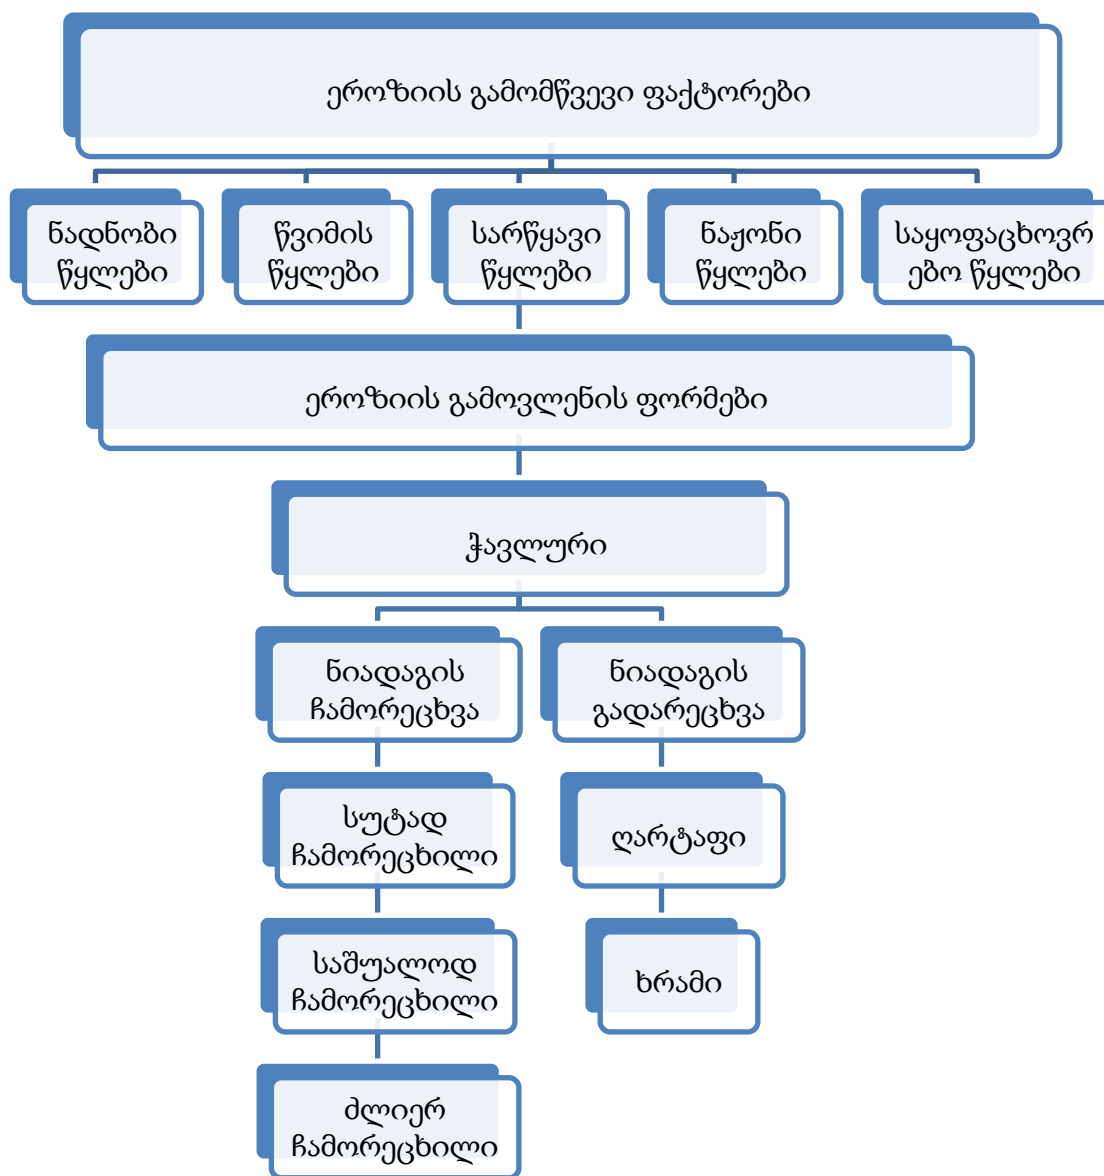 ეროზიის გამომწვევი ფაქტორები
ნადნობი
წყლები
წვიმის
წყლები
სარწყავი
წყლები
ნაჟონი
წყლები
საყოფაცხოვრ
ებო წყლები
ეროზიის გამოვლენის ფორმები
ჭავლური
ნიადაგის
ჩამორეცხვა
ნიადაგის
გადარეცხვა
სუტად
ჩამორეცხილი
ღარტაფი
საშუალოდ
ჩამორეცხილი
ხრამი
ძლიერ
ჩამორეცხილი